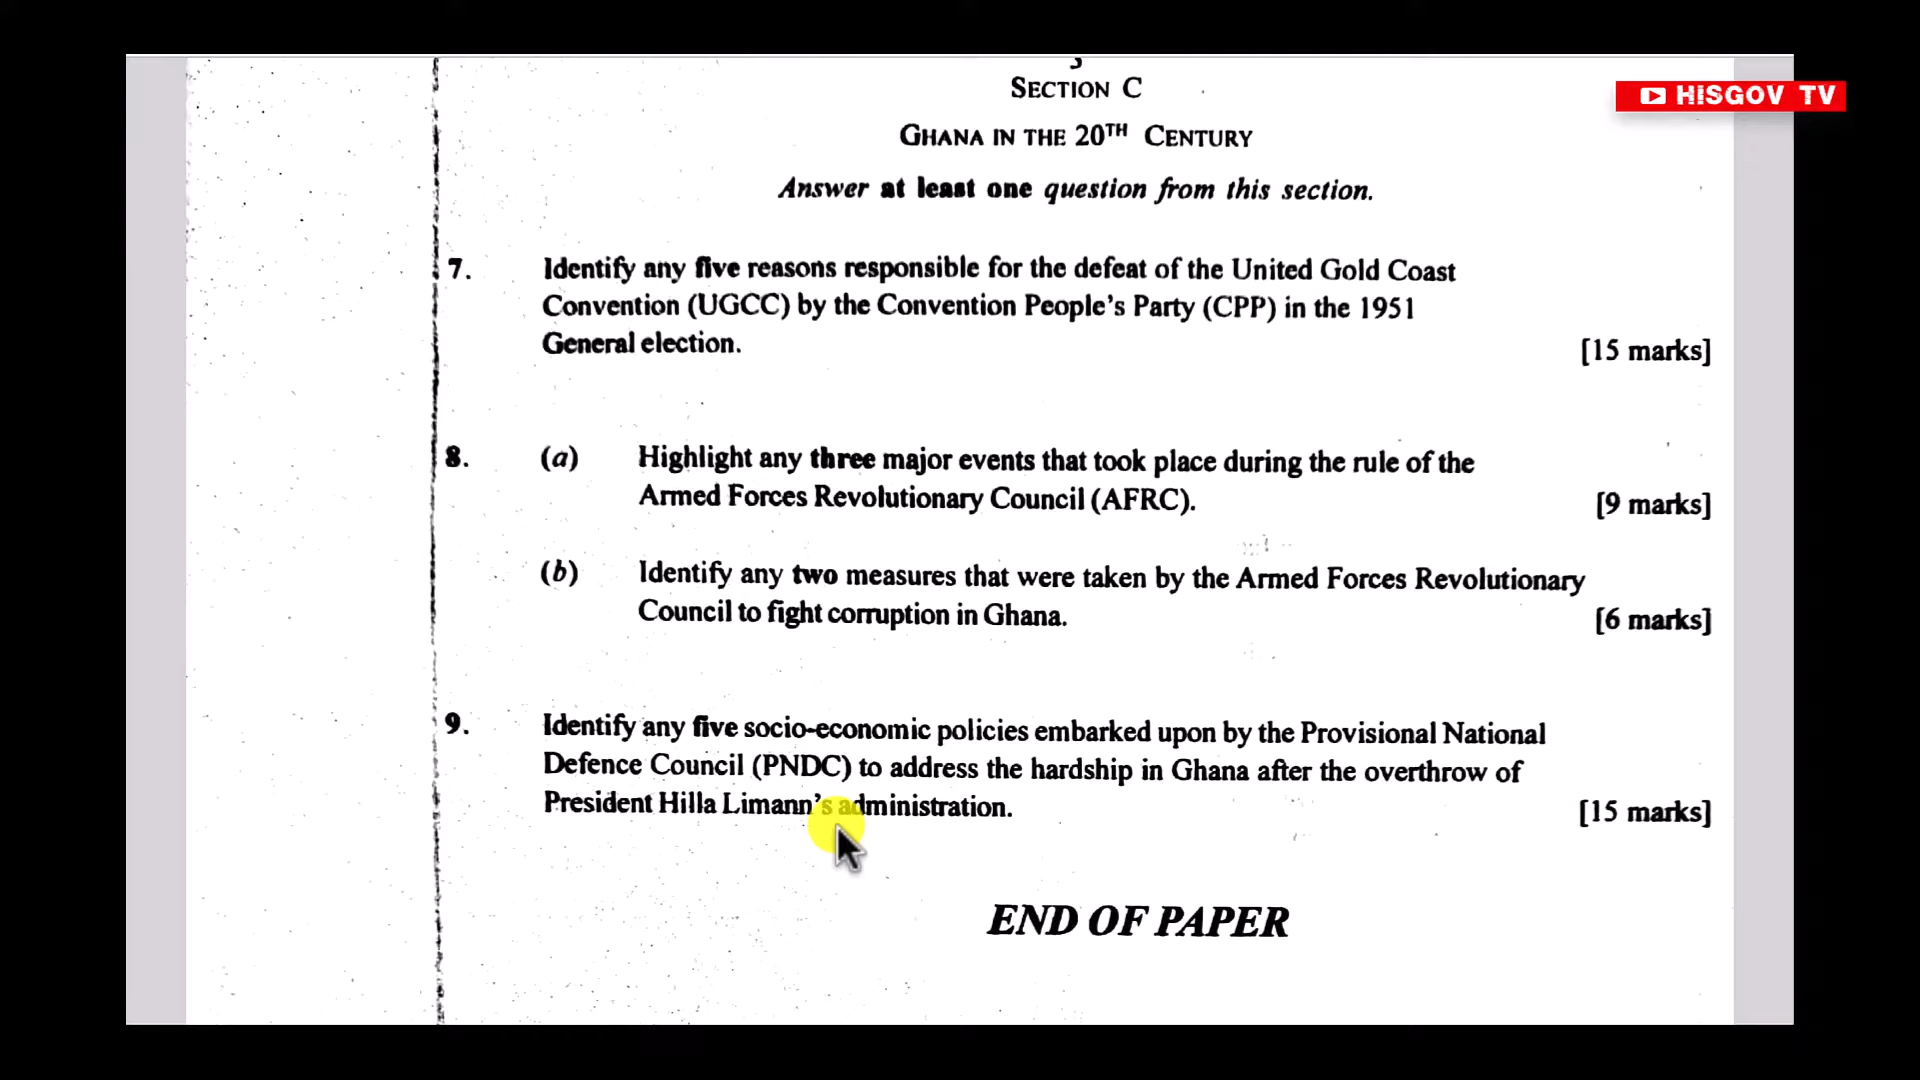 SECTION C
HISGOV TV
GHANA IN THE 20TH CENTURY
Answer at least one question from this section.
7. Identify any five reasons responsible for the defeat of the United Gold Coast
Convention (UGCC) by the Convention People's Party (CPP) in the 1951
General election.
[15 marks]
8. (a) Highlight any three major events that took place during the rule of the
Armed Forces Revolutionary Council (AFRC).
[9 marks]
(b) Identify any two measures that were taken by the Armed Forces Revolutionary
Council to fight corruption in Ghana.
[6 marks]
9. Identify any five socio-economic policies embarked upon by the Provisional National
Defence Council (PNDC) to address the hardship in Ghana after the overthrow of
President Hilla Limann's administration.
[15 marks]
END OF PAPER